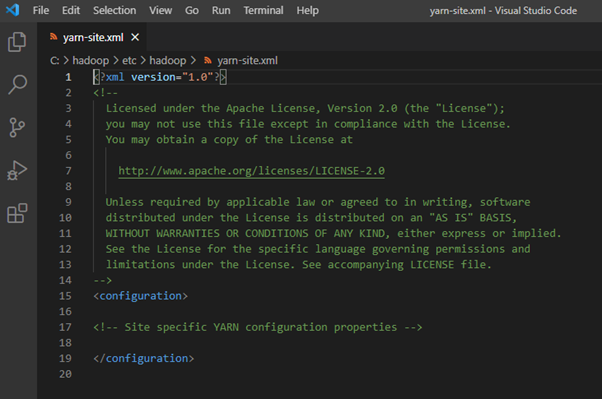 File Edit Selection View Go Run Terminal Help yarn-site.xml - Visual Studio Code
yarn-site.xml
C: > hadoop > etc > hadoop > yarn-site.xml
1 <?xml version="1.0"?>
2 <!--
3 Licensed under the Apache License, Version 2.0 (the "License");
4 you may not use this file except in compliance with the License.
5 You may obtain a copy of the License at
6
7 http://www.apache.org/licenses/LICENSE-2.0
8
9 Unless required by applicable law or agreed to in writing, software
10 distributed under the License is distributed on an "AS IS" BASIS,
11 WITHOUT WARRANTIES OR CONDITIONS OF ANY KIND, either express or implied.
12 See the License for the specific language governing permissions and
13 limitations under the License. See accompanying LICENSE file.
14 -->
15 <configuration>
16
17 <!-- Site specific YARN configuration properties -->
18
19 </configuration>
20